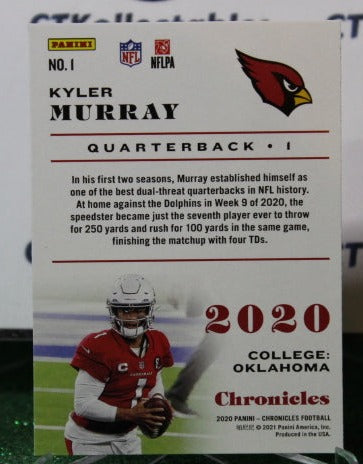 PANINI
NFL
NFLPA
NO. 1
KYLER
MURRAY
QUARTERBACK • 1
In his first two seasons, Murray established himself as
one of the best dual-threat quarterbacks in NFL history.
At home against the Dolphins in Week 9 of 2020, the
speedster became just the seventh player ever to throw
for 250 yards and rush for 100 yards in the same game,
finishing the matchup with four TDs.
2020
COLLEGE:
OKLAHOMA
Chronicles
2020 PANINI – CHRONICLES FOOTBALL
© 2021 Panini America, Inc.
Produced in the USA.
CARDINALS
1
C